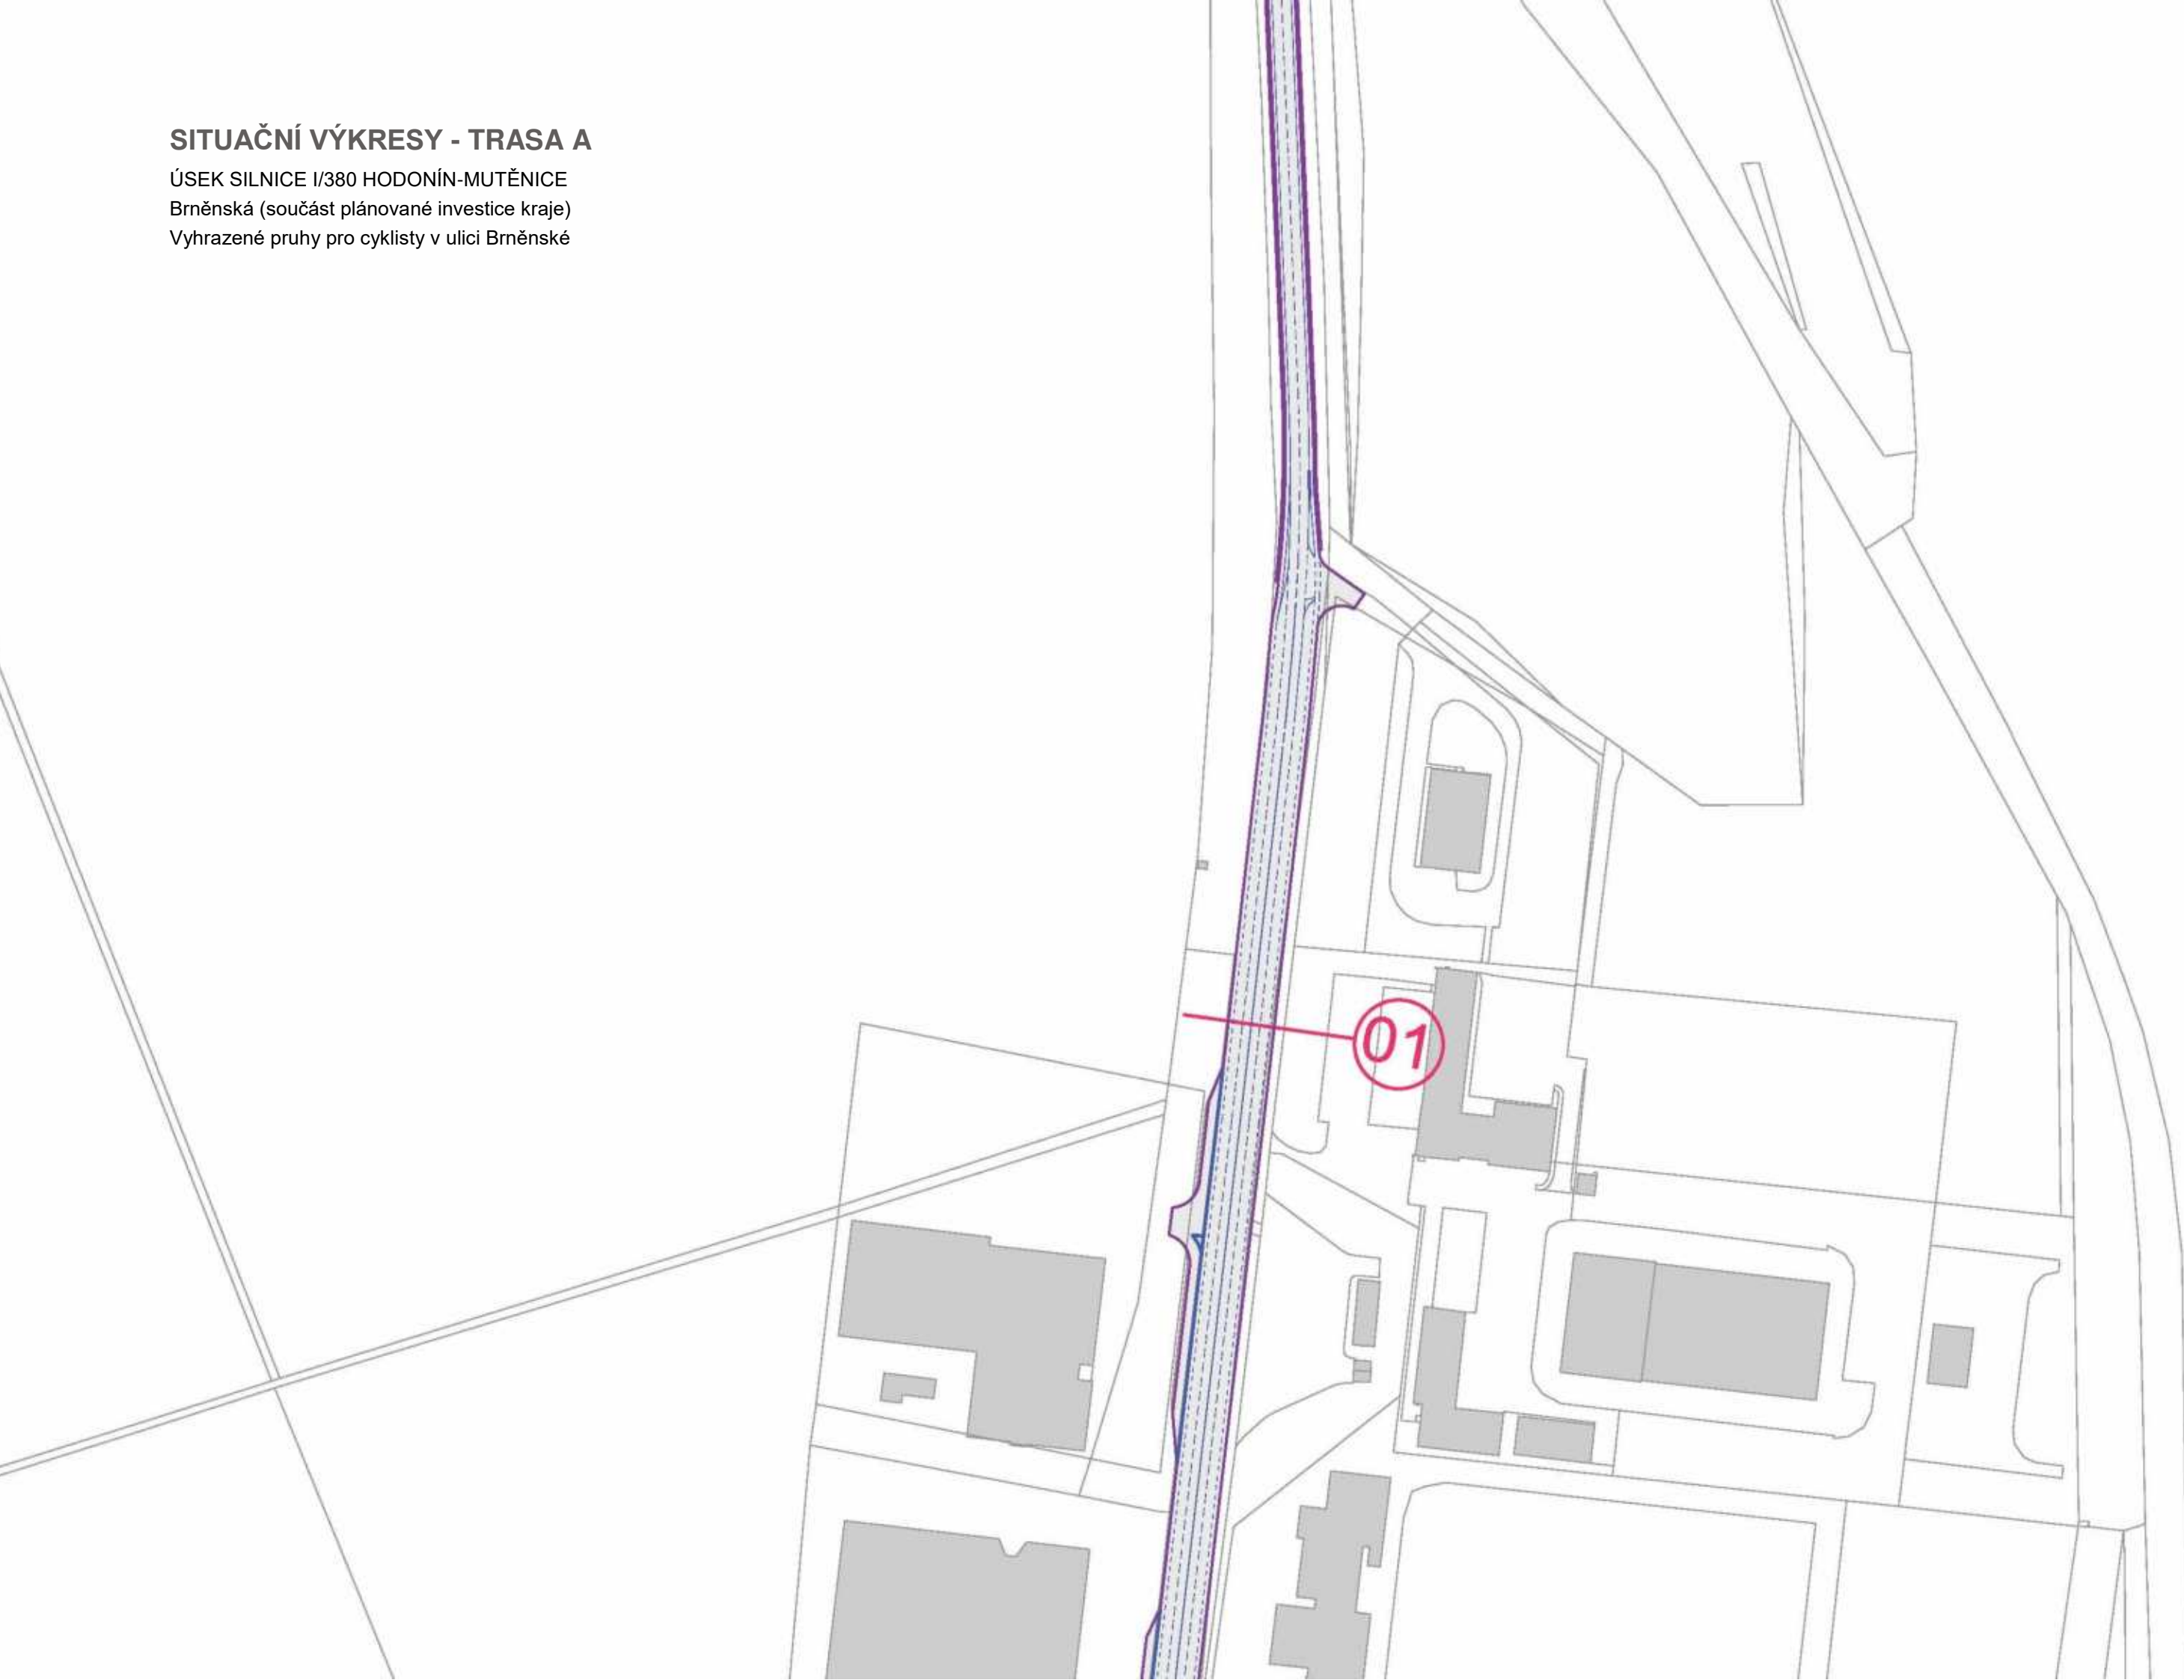 SITUAČNÍ VÝKRESY - TRASA A
ÚSEK SILNICE I/380 HODONÍN-MUTĚNICE
Brněnská (součást plánované investice kraje)
Vyhrazené pruhy pro cyklisty v ulici Brněnské
01